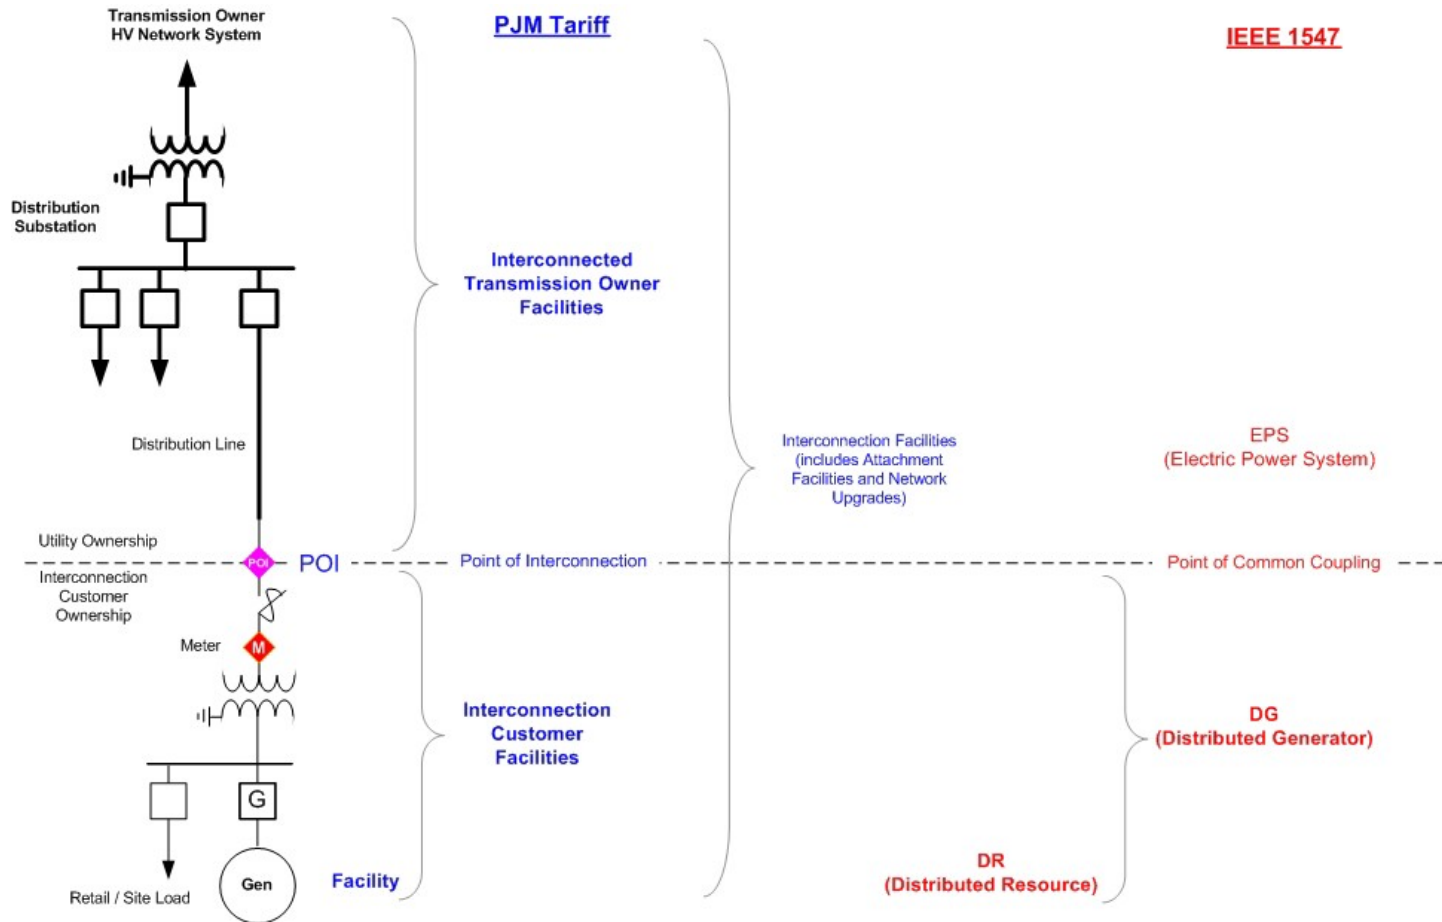 Transmission Owner
HV Network System
PJM Tariff
IEEE 1547
Distribution
Substation
Interconnected
Transmission Owner
Facilities
Distribution Line
Interconnection Facilities
(includes Attachment
Facilities and Network
Upgrades)
EPS
(Electric Power System)
Utility Ownership
POI
POI
Point of Interconnection
Point of Common Coupling
Interconnection
Customer
Ownership
Meter
M
Interconnection
Customer
Facilities
DG
(Distributed Generator)
G
Gen
Facility
DR
(Distributed Resource)
Retail / Site Load